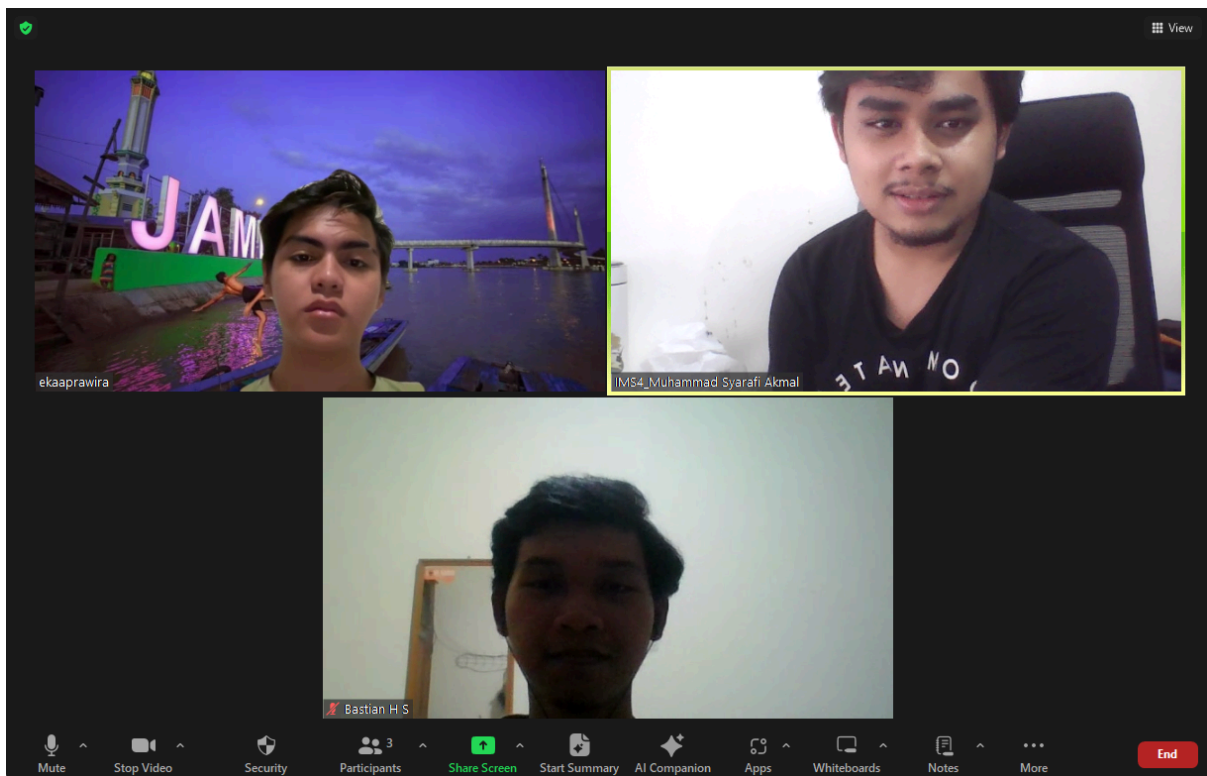 View
JAM
ekaaprawira
IMS4_Muhammad Syarafi Akmal
Bastian H S
3
Mute
Stop Video
Security
Participants
Share Screen
Start Summary
AI Companion
Apps
Whiteboards
Notes
More
End